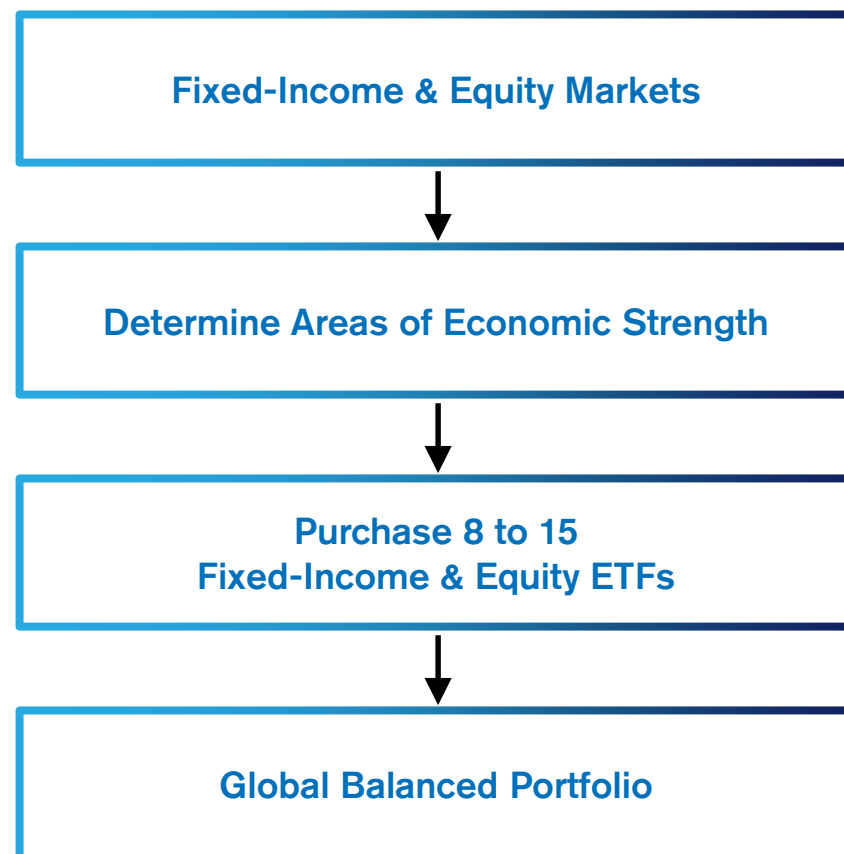 Fixed-Income & Equity Markets
Determine Areas of Economic Strength
Purchase 8 to 15
Fixed-Income & Equity ETFs
Global Balanced Portfolio